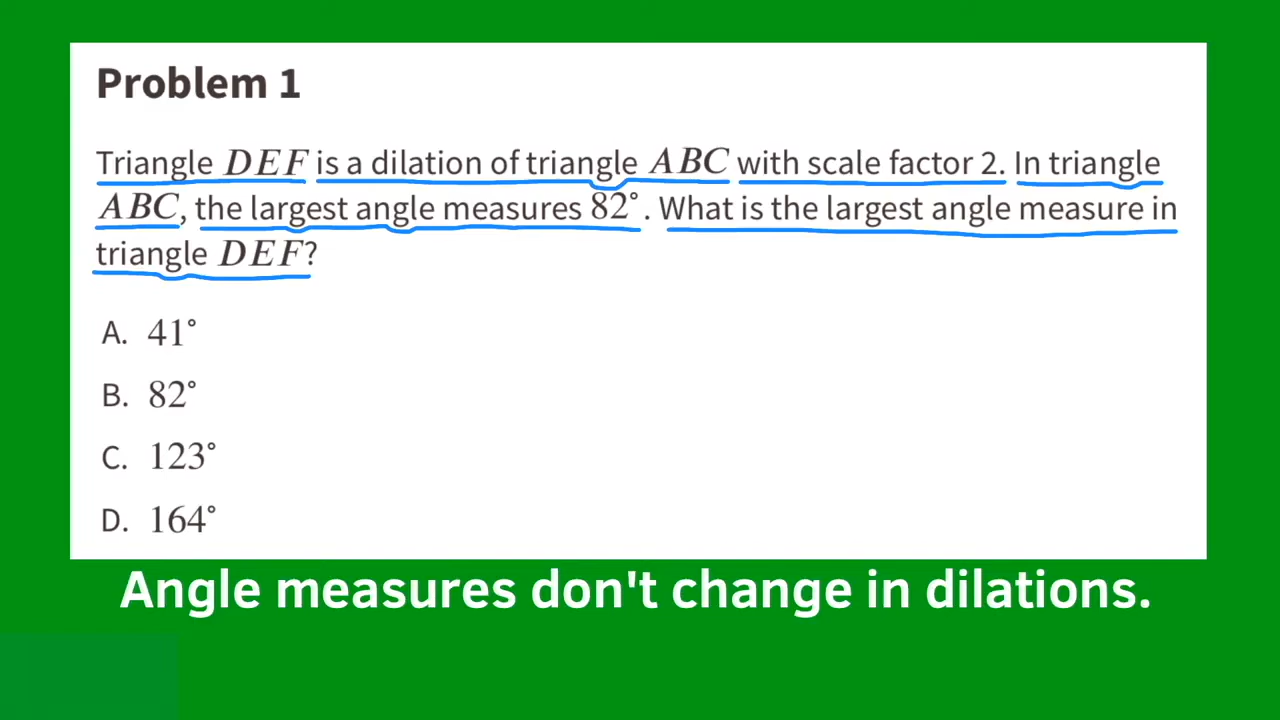 Problem 1
Triangle DEF is a dilation of triangle ABC with scale factor 2. In triangle
ABC, the largest angle measures 82°. What is the largest angle measure in
triangle DEF?
A. 41°
B. 82°
C. 123°
D. 164°
Angle measures don't change in dilations.